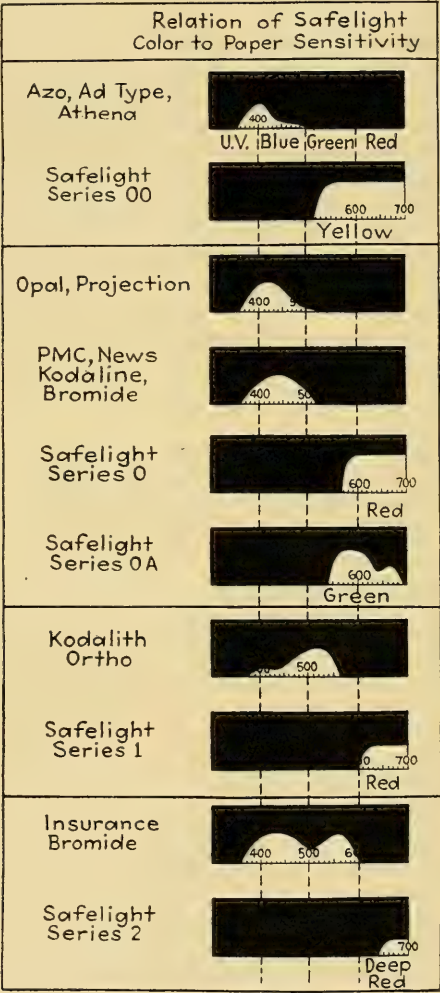 Relation of Safelight
Color to Paper Sensitivity
Azo, Ad Type,
Athena
400
U.V. Blue Green Red
Safelight
Series 00
600 700
Yellow
Opal, Projection
400
PMC, News
Kodaline,
Bromide
400 50
Safelight
Series 0
600 700
Red
Safelight
Series 0A
600
Green
Kodalith
Ortho
500
Safelight
Series 1
0 700
Red
Insurance
Bromide
400 500 60
Safelight
Series 2
700
Deep
Red